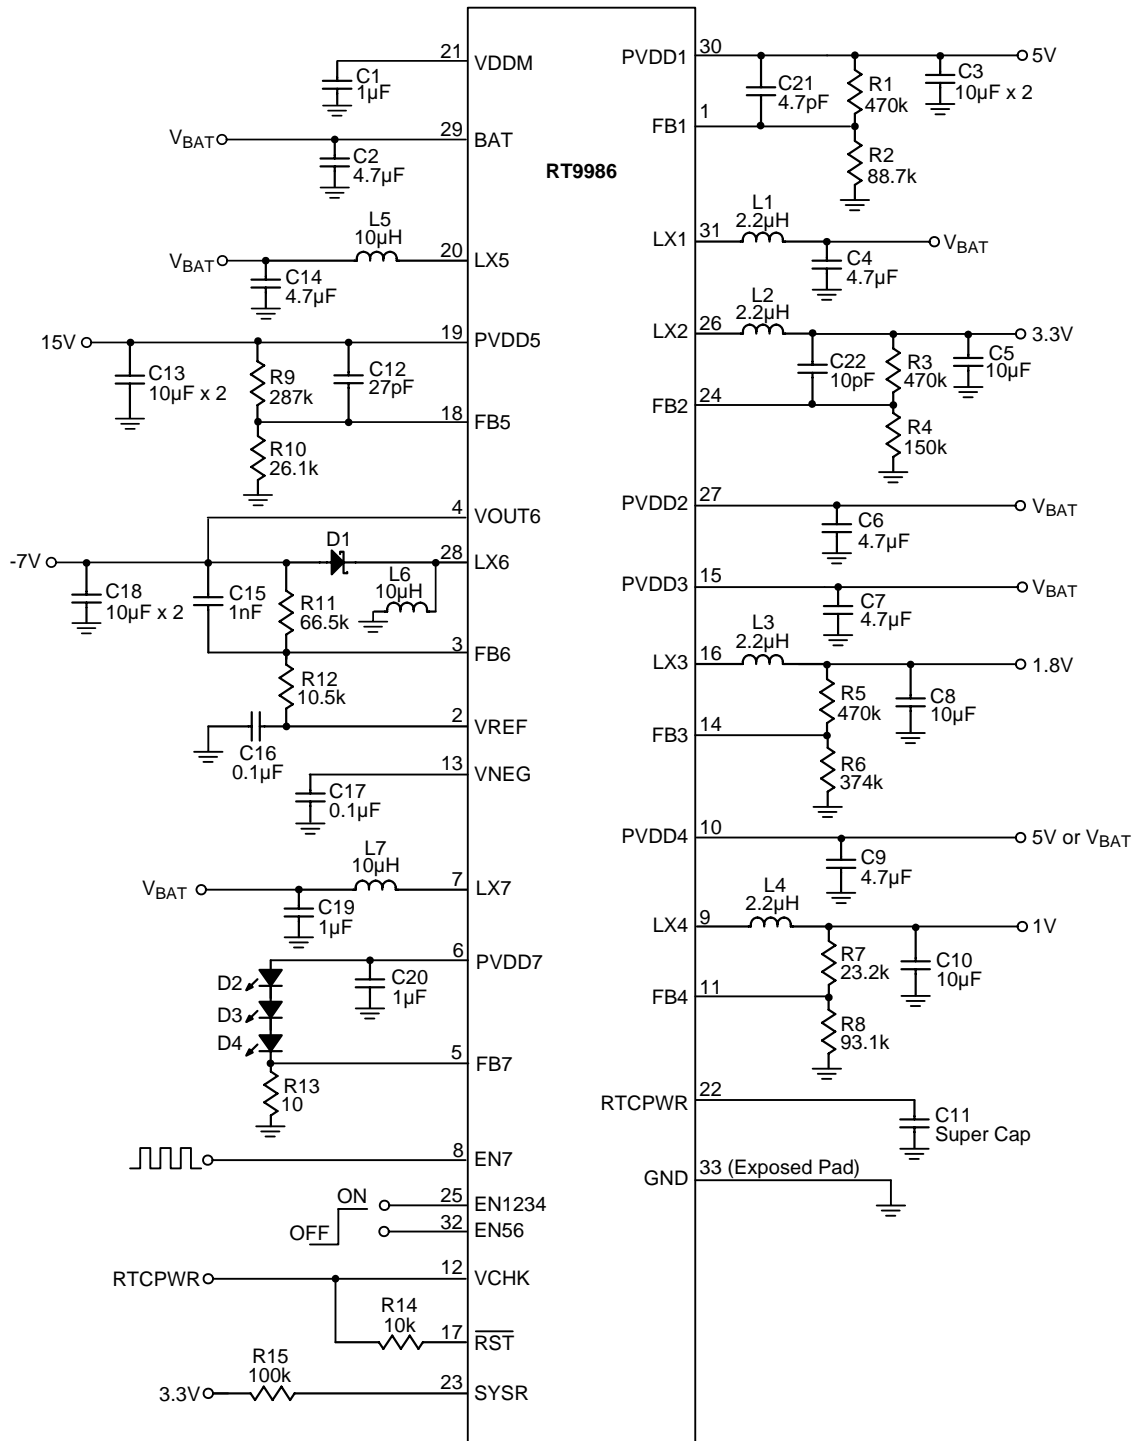 RT9986
21 VDDM
C1
1µF
29 BAT
VBAT
C2
4.7µF
L5
10µH
VBAT
20 LX5
C14
4.7µF
15V
19 PVDD5
C13
10µF x 2
R9
287k
C12
27pF
18 FB5
R10
26.1k
4 VOUT6
-7V
D1
28 LX6
L6
10µH
C18
10µF x 2
C15
1nF
R11
66.5k
3 FB6
R12
10.5k
2 VREF
C16
0.1µF
13 VNEG
C17
0.1µF
L7
10µH
VBAT
7 LX7
C19
1µF
6 PVDD7
D2
C20
1µF
D3
D4
5 FB7
R13
10
8 EN7
ON
25 EN1234
OFF
32 EN56
RTCPWR
12 VCHK
R14
10k
17 RST
R15
100k
3.3V
23 SYSR
PVDD1 30
5V
C21
4.7pF
R1
470k
C3
10µF x 2
FB1 1
R2
88.7k
L1
2.2µH
LX1 31
VBAT
C4
4.7µF
L2
2.2µH
LX2 26
3.3V
C22
10pF
R3
470k
C5
10µF
FB2 24
R4
150k
PVDD2 27
VBAT
C6
4.7µF
PVDD3 15
VBAT
C7
4.7µF
L3
2.2µH
LX3 16
1.8V
R5
470k
C8
10µF
FB3 14
R6
374k
PVDD4 10
5V or VBAT
C9
4.7µF
L4
2.2µH
LX4 9
1V
R7
23.2k
C10
10µF
FB4 11
R8
93.1k
RTCPWR 22
C11
Super Cap
GND 33 (Exposed Pad)